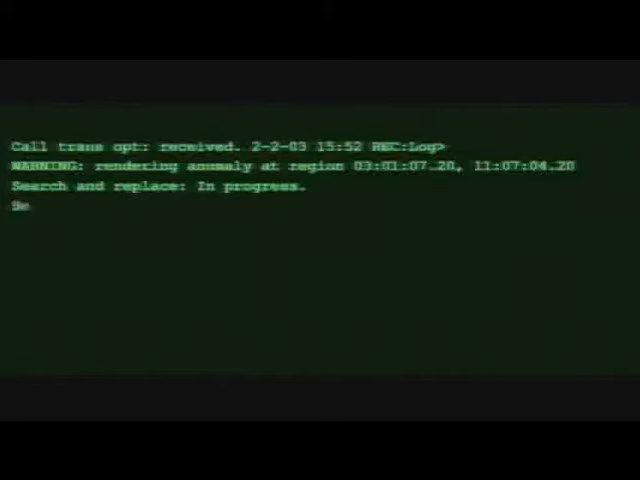 Call trans opt: received. 2-2-03 15:52 REC:Log>
WARNING: rendering anomaly at region 03:01:07.20, 11:07:04.20
Search and replace: In progress.